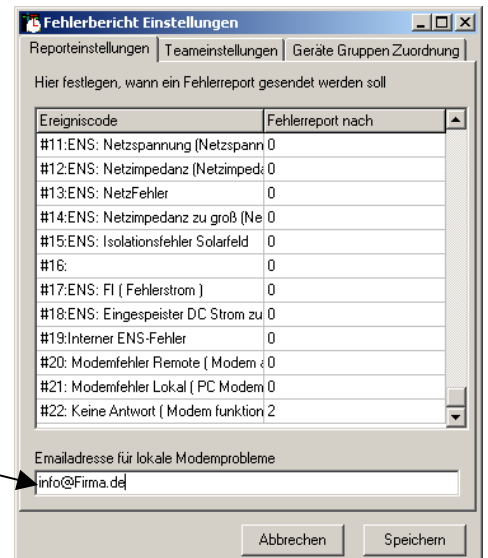 Fehlerbericht Einstellungen
Reporteinstellungen Teameinstellungen Geräte Gruppen Zuordnung
Hier festlegen, wann ein Fehlerreport gesendet werden soll
Ereigniscode Fehlerreport nach
#11:ENS: Netzspannung (Netzspann 0
#12:ENS: Netzimpedanz (Netzimpeda 0
#13:ENS: NetzFehler 0
#14:ENS: Netzimpedanz zu groß (Ne 0
#15:ENS: Isolationsfehler Solarfeld 0
#16: 0
#17:ENS: FI ( Fehlerstrom ) 0
#18:ENS: Eingespeister DC Strom zu 0
#19:Interner ENS-Fehler 0
#20: Modemfehler Remote ( Modem a 0
#21: Modemfehler Lokal ( PC Modem 0
#22: Keine Antwort ( Modem funktion 2
Emailadresse für lokale Modemprobleme
info@Firma.de
Abbrechen Speichern